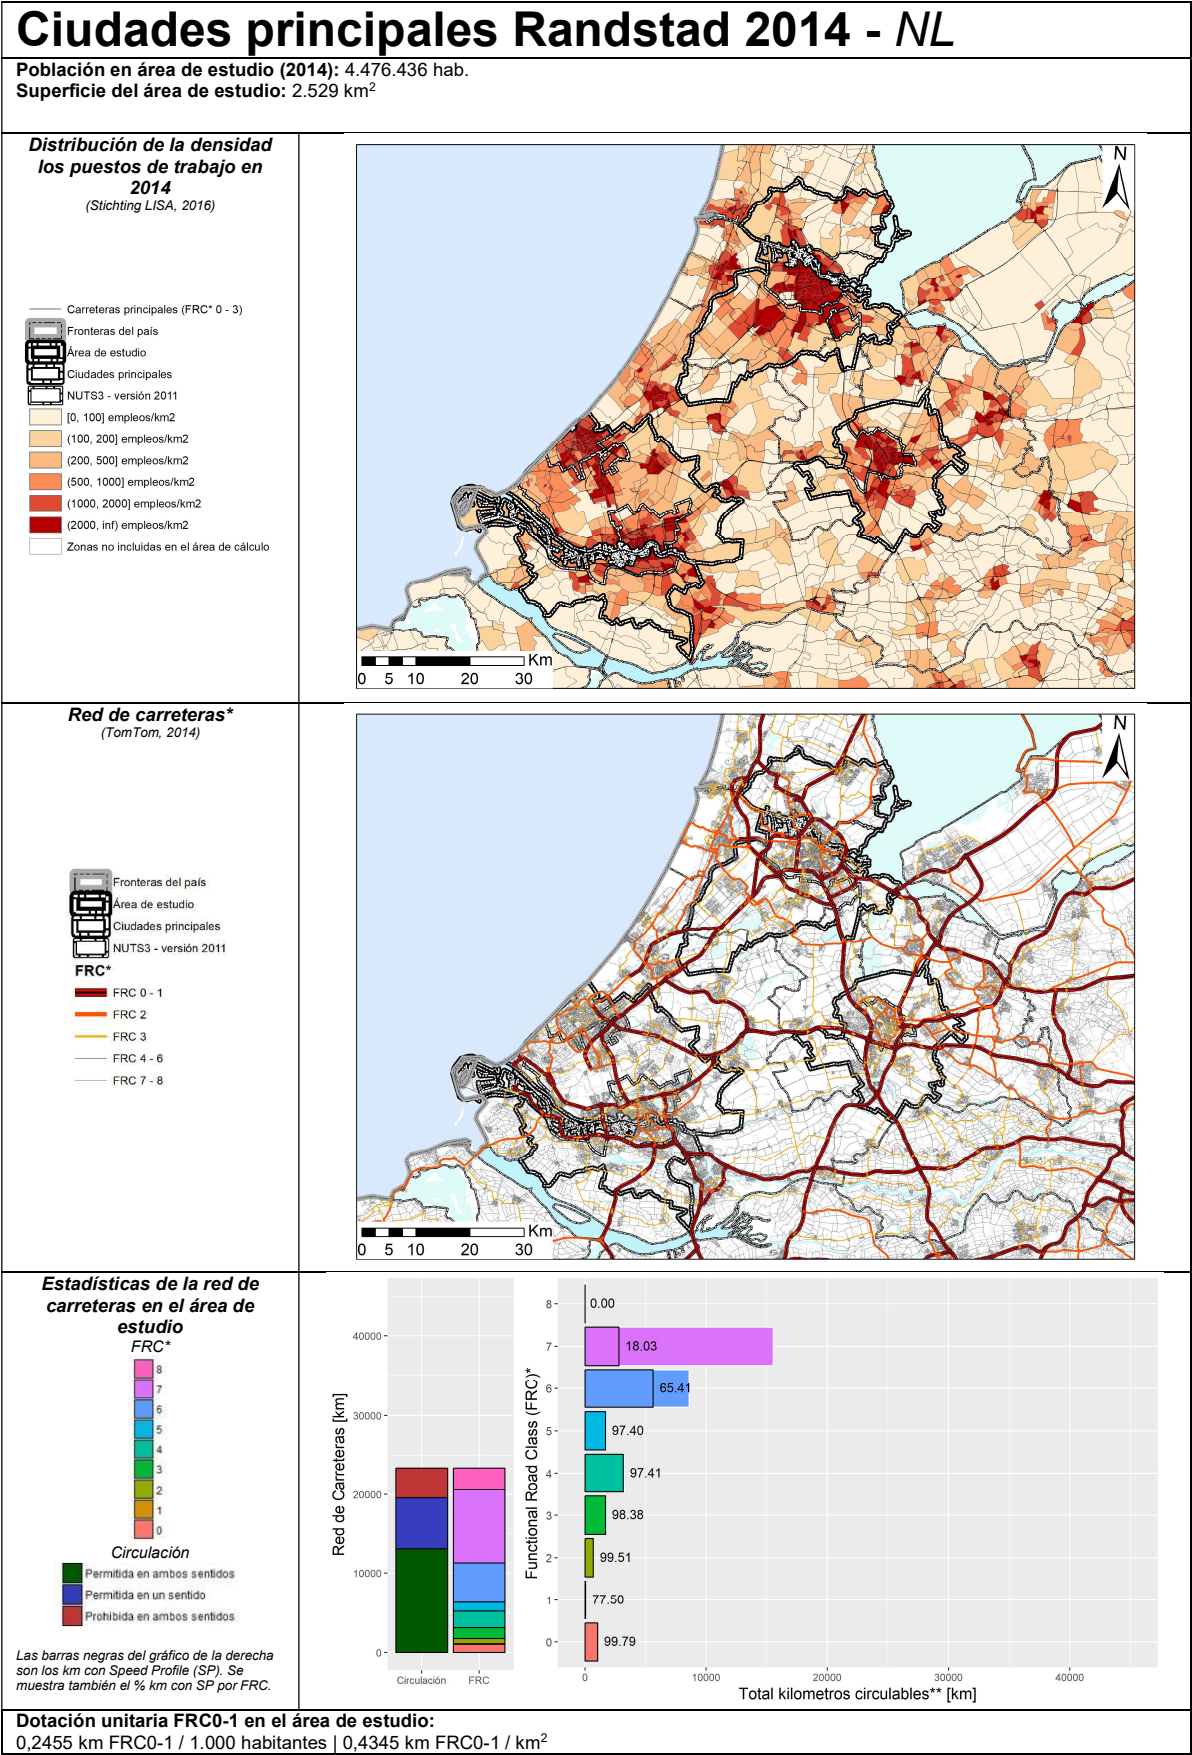 Ciudades principales Randstad 2014 - NL
Población en área de estudio (2014): 4.476.436 hab.
Superficie del área de estudio: 2.529 km²
Distribución de la densidad
los puestos de trabajo en
2014
(Stichting LISA, 2016)
Carreteras principales (FRC* 0 - 3)
Fronteras del país
Área de estudio
Ciudades principales
NUTS3 - versión 2011
[0, 100] empleos/km2
(100, 200] empleos/km2
(200, 500] empleos/km2
(500, 1000] empleos/km2
(1000, 2000] empleos/km2
(2000, inf) empleos/km2
Zonas no incluidas en el área de cálculo
N
Km
0 5 10 20 30
Red de carreteras*
(TomTom, 2014)
Fronteras del país
Área de estudio
Ciudades principales
NUTS3 - versión 2011
FRC*
FRC 0 - 1
FRC 2
FRC 3
FRC 4 - 6
FRC 7 - 8
N
Km
0 5 10 20 30
Estadísticas de la red de
carreteras en el área de
estudio
FRC*
8
7
6
5
4
3
2
1
0
Circulación
Permitida en ambos sentidos
Permitida en un sentido
Prohibida en ambos sentidos
Las barras negras del gráfico de la derecha
son los km con Speed Profile (SP). Se
muestra también el % km con SP por FRC.
Red de Carreteras [km]
40000
30000
20000
10000
0
Circulación FRC
Functional Road Class (FRC)*
8 0.00
7 18.03
6 65.41
5 97.40
4 97.41
3 98.38
2 99.51
1 77.50
0 99.79
0 10000 20000 30000 40000
Total kilometros circulables** [km]
Dotación unitaria FRC0-1 en el área de estudio:
0,2455 km FRC0-1 / 1.000 habitantes | 0,4345 km FRC0-1 / km²